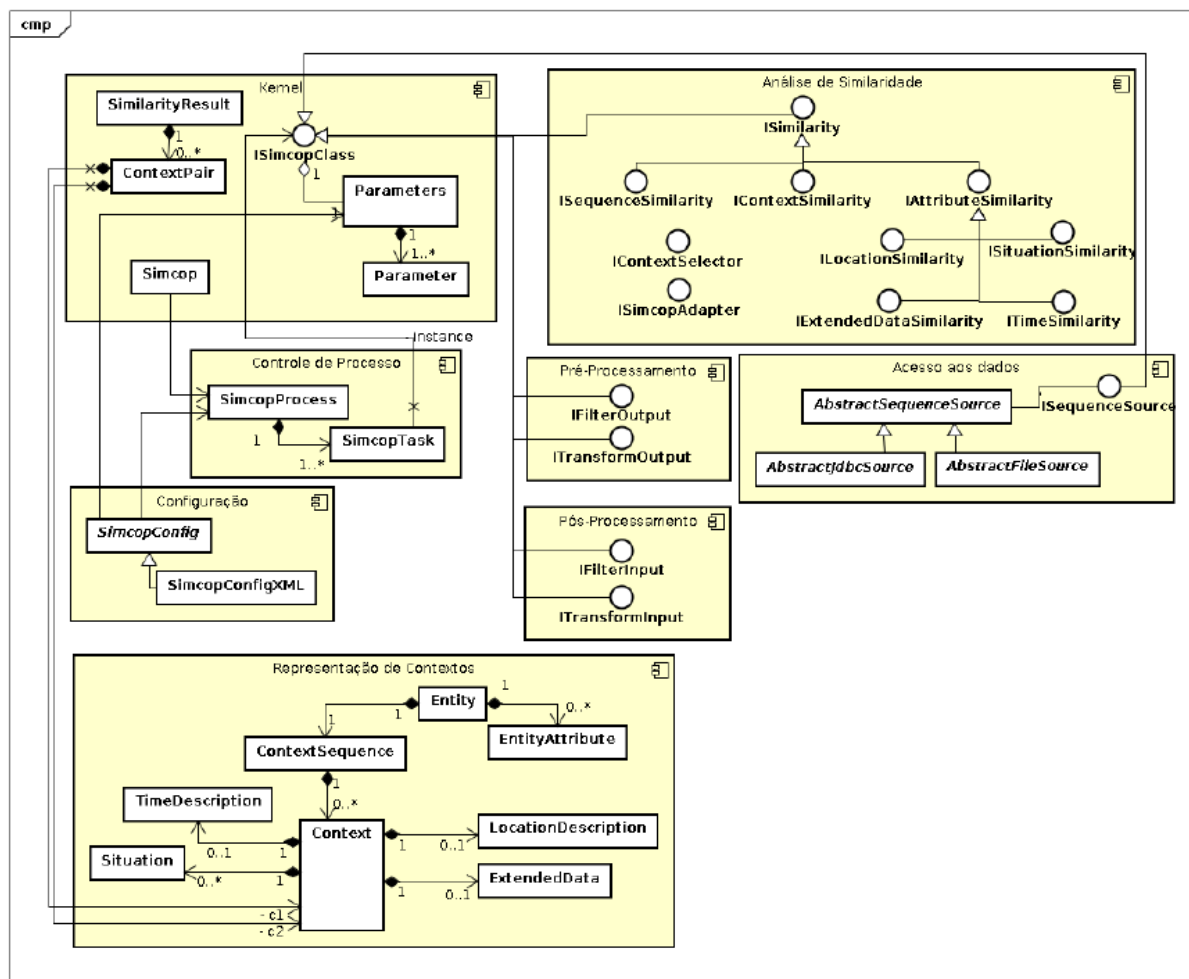 cmp
Kernel
SimilarityResult
1
0..*
ContextPair
ISimcopClass
1
Parameters
1
1
1..*
Parameter
Simcop
Análise de Similaridade
ISimilarity
ISequenceSimilarity
IContextSimilarity
IAttributeSimilarity
IContextSelector
ILocationSimilarity
ISituationSimilarity
ISimcopAdapter
IExtendedDataSimilarity
ITimeSimilarity
-instance
Controle de Processo
SimcopProcess
1
1..*
SimcopTask
Pré-Processamento
IFilterOutput
ITransformOutput
Acesso aos dados
AbstractSequenceSource
ISequenceSource
AbstractJdbcSource
AbstractFileSource
Configuração
SimcopConfig
SimcopConfigXML
Pós-Processamento
IFilterInput
ITransformInput
Representação de Contextos
Entity
1
1
1
0..*
EntityAttribute
ContextSequence
1
0..*
TimeDescription
0..1
1
Context
1
0..1
LocationDescription
Situation
0..*
1
1
0..1
ExtendedData
- c1
- c2